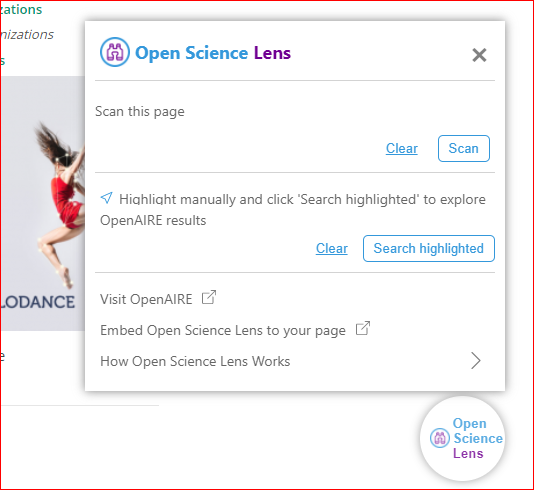 zations
nizations
s
LODANCE
e
Open Science Lens
Scan this page
Clear Scan
Highlight manually and click 'Search highlighted' to explore
OpenAIRE results
Clear Search highlighted
Visit OpenAIRE
Embed Open Science Lens to your page
How Open Science Lens Works
Open
Science
Lens